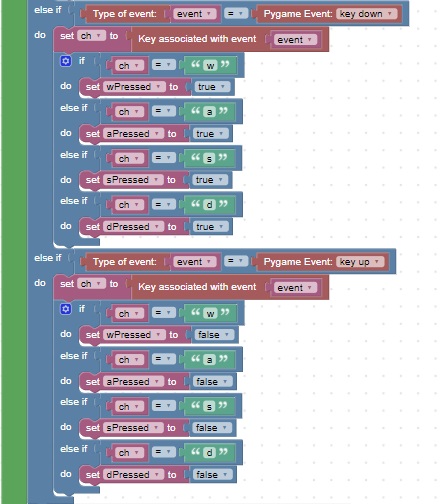 else if Type of event: event = Pygame Event: key down
do set ch to Key associated with event event
if ch = “ w ”
do set wPressed to true
else if ch = “ a ”
do set aPressed to true
else if ch = “ s ”
do set sPressed to true
else if ch = “ d ”
do set dPressed to true
else if Type of event: event = Pygame Event: key up
do set ch to Key associated with event event
if ch = “ w ”
do set wPressed to false
else if ch = “ a ”
do set aPressed to false
else if ch = “ s ”
do set sPressed to false
else if ch = “ d ”
do set dPressed to false